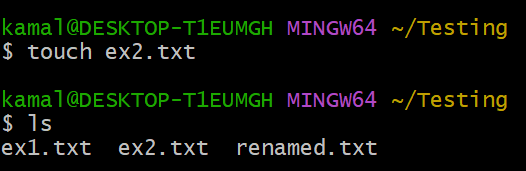 kamal@DESKTOP-T1EUMGH MINGW64 ~/Testing
$ touch ex2.txt
kamal@DESKTOP-T1EUMGH MINGW64 ~/Testing
$ ls
ex1.txt  ex2.txt  renamed.txt